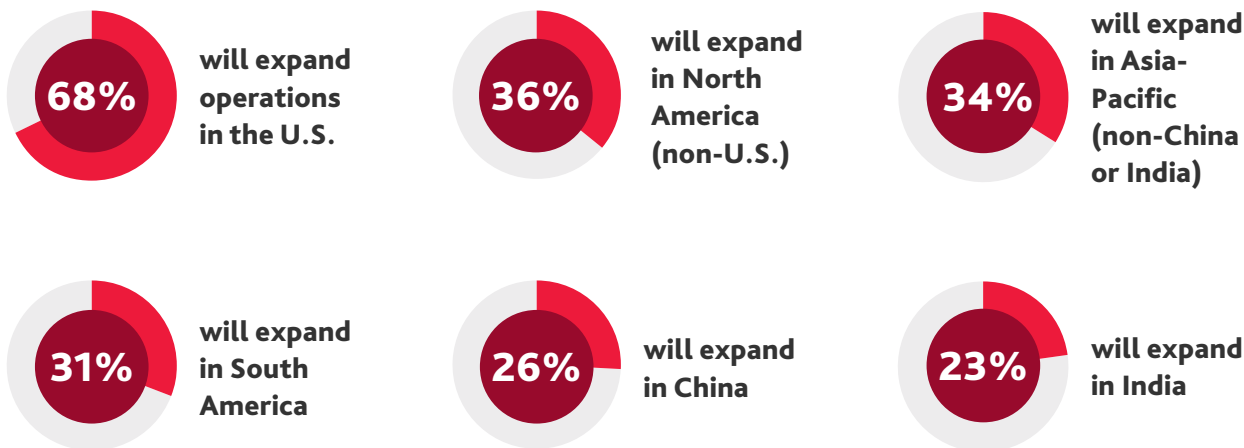 68%
will expand
operations
in the U.S.
36%
will expand
in North
America
(non-U.S.)
34%
will expand
in Asia-
Pacific
(non-China
or India)
31%
will expand
in South
America
26%
will expand
in China
23%
will expand
in India